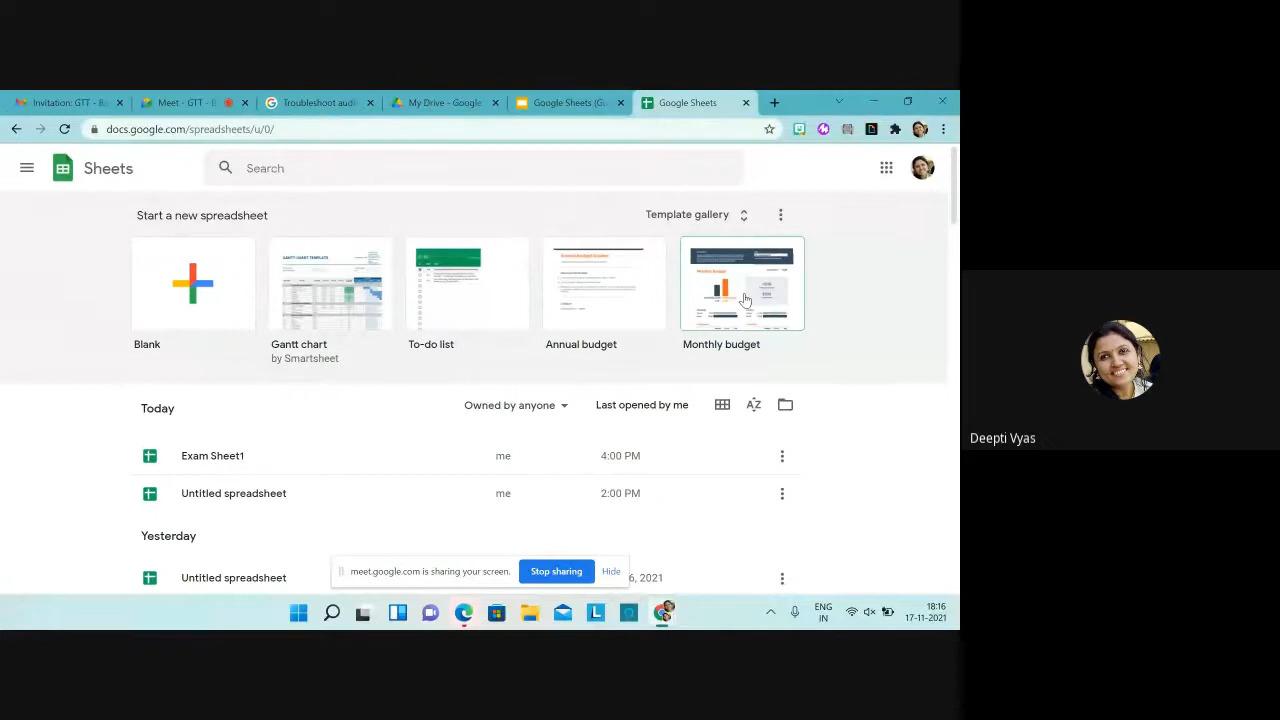 Invitation: GTT - Ba
Meet - GTT - B
Troubleshoot audi
My Drive - Google
Google Sheets (Gu
Google Sheets
docs.google.com/spreadsheets/u/0/
Sheets
Search
Start a new spreadsheet
Template gallery
Blank
Gantt chart
by Smartsheet
To-do list
Annual budget
Monthly budget
Today
Owned by anyone
Last opened by me
Exam Sheet1
me
4:00 PM
Untitled spreadsheet
me
2:00 PM
Yesterday
Untitled spreadsheet
6, 2021
meet.google.com is sharing your screen.
Stop sharing
Hide
ENG
IN
18:16
17-11-2021
Deepti Vyas